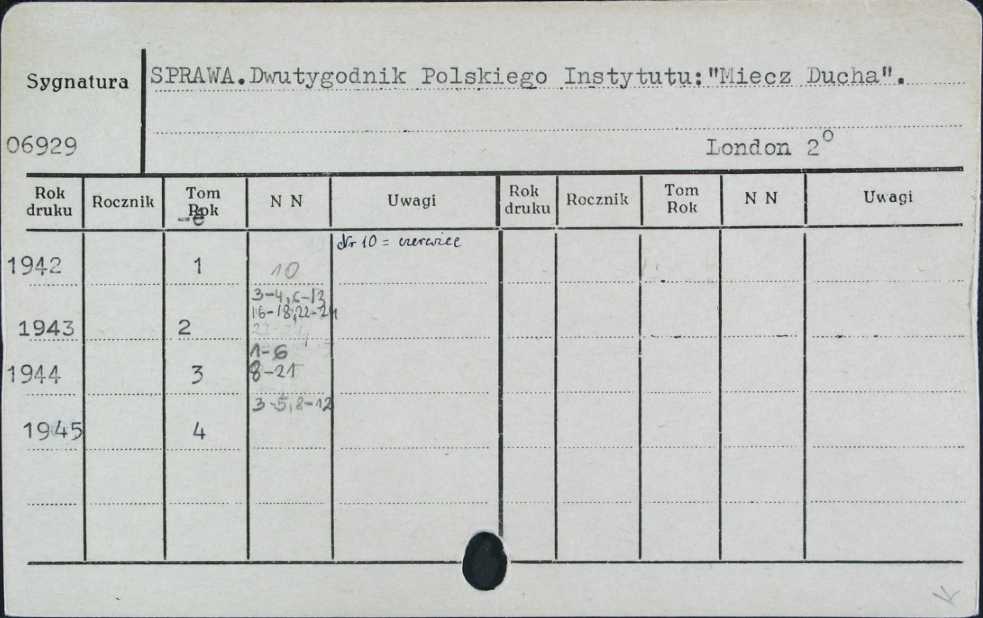 Sygnatura SPRAWA.Dwutygodnik Polskiego Instytutu:"Miecz Ducha".
06929 London 2°
Rok druku Rocznik Tom Rok N N Uwagi Rok druku Rocznik Tom Rok N N Uwagi
Nr 10 = czerwiec
1942 1 10
3-4, 6-13
16-18;22-24
1943 2
1-6
1944 3 8-21
3-5,8-12
1945 4
K